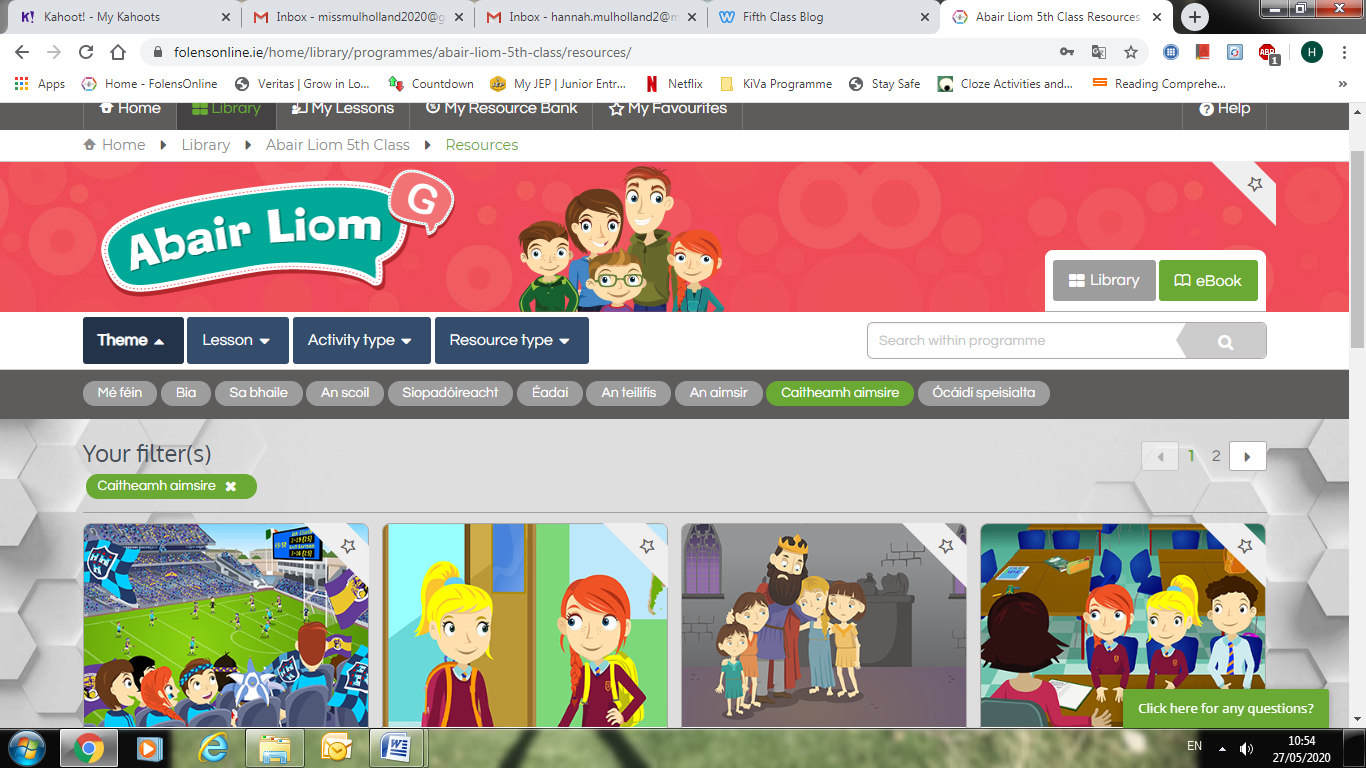 Kahoot! - My Kahoots
Inbox - missmulholland2020@g
Inbox - hannah.mulholland2@m
Fifth Class Blog
Abair Liom 5th Class Resources
folensonline.ie/home/library/programmes/abair-liom-5th-class/resources/
ABP
1
H
Apps
Home - FolensOnline
Veritas | Grow in Lo...
Countdown
My JEP | Junior Entr...
Netflix
KiVa Programme
Stay Safe
Cloze Activities and...
Reading Comprehe...
»
Home
Library
My Lessons
My Resource Bank
My Favourites
Help
Home
Library
Abair Liom 5th Class
Resources
Abair Liom
G
Library
eBook
Theme
Lesson
Activity type
Resource type
Search within programme
Mé féin
Bia
Sa bhaile
An scoil
Siopadóireacht
Éadaí
An teilifís
An aimsir
Caitheamh aimsire
Ócáidí speisialta
Your filter(s)
1
2
Caitheamh aimsire
Click here for any questions?
EN
10:54
27/05/2020